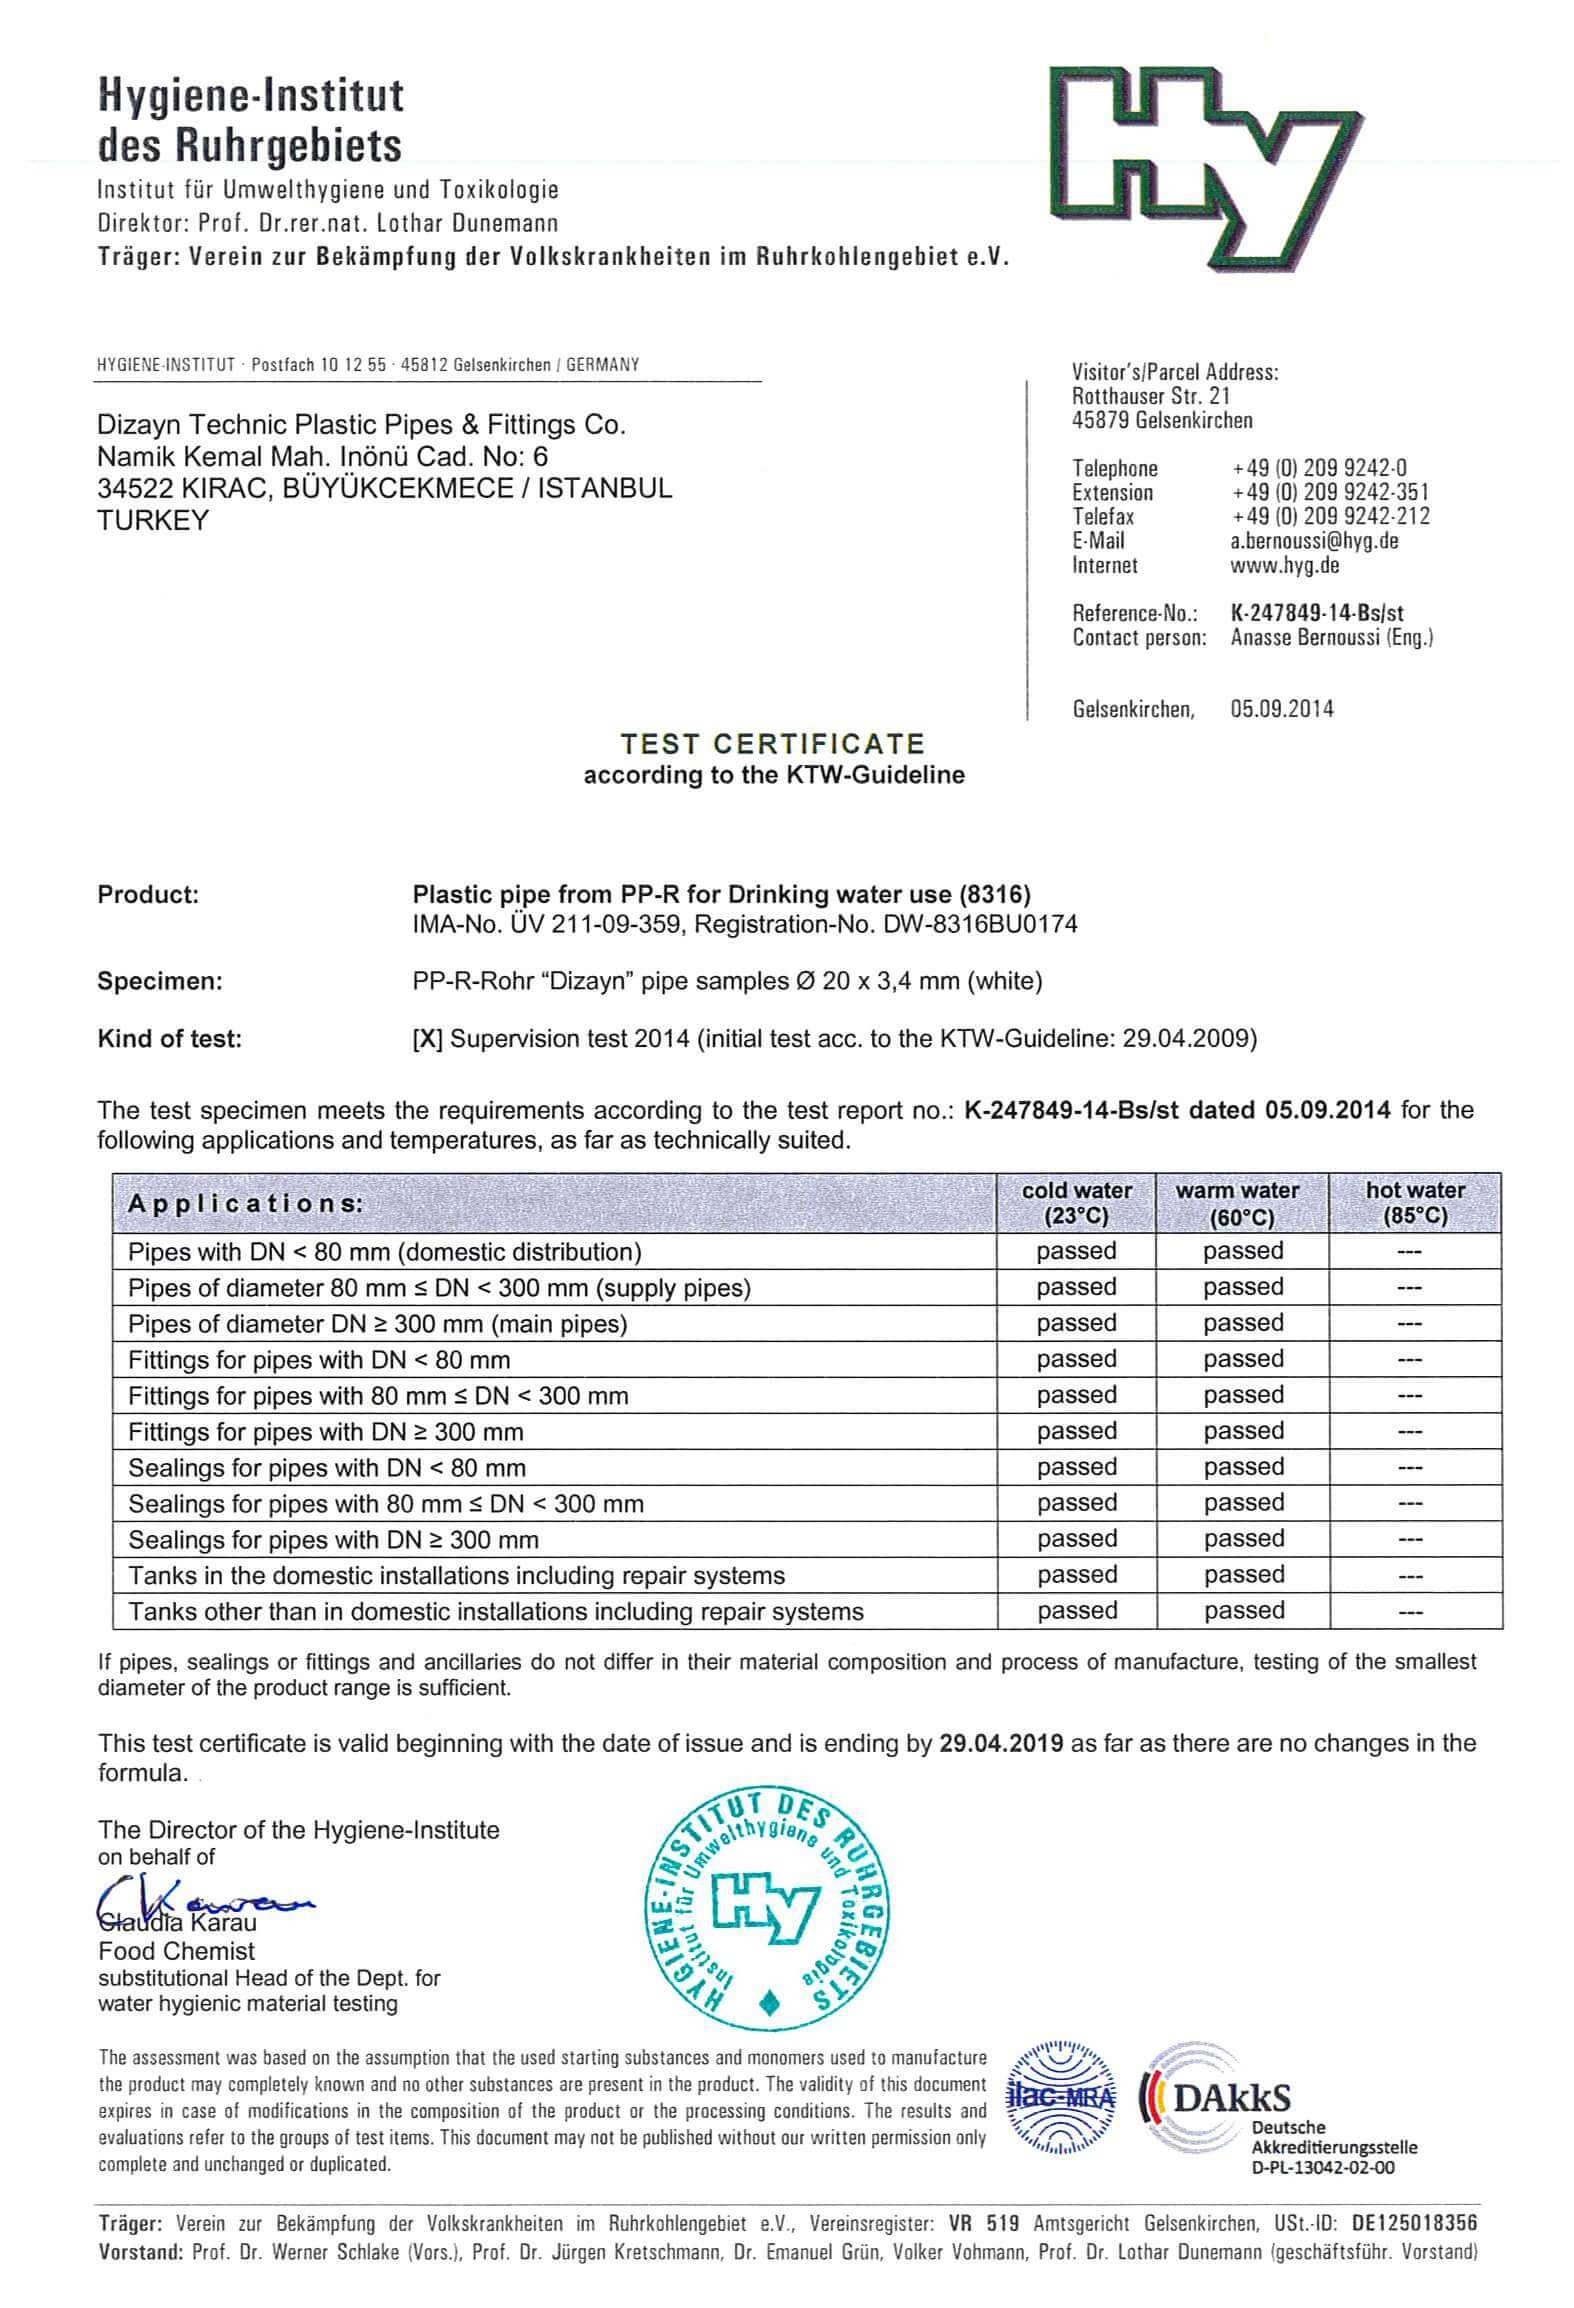 Hygiene-Institut
des Ruhrgebiets
Institut für Umwelthygiene und Toxikologie
Direktor: Prof. Dr.rer.nat. Lothar Dunemann
Träger: Verein zur Bekämpfung der Volkskrankheiten im Ruhrkohlengebiet e.V.
Hy
HYGIENE-INSTITUT · Postfach 10 12 55 · 45812 Gelsenkirchen / GERMANY
Dizayn Technic Plastic Pipes & Fittings Co.
Namik Kemal Mah. Inönü Cad. No: 6
34522 KIRAC, BÜYÜKCEKMECE / ISTANBUL
TURKEY
Visitor's/Parcel Address:
Rotthauser Str. 21
45879 Gelsenkirchen
Telephone +49 (0) 209 9242-0
Extension +49 (0) 209 9242-351
Telefax +49 (0) 209 9242-212
E-Mail a.bernoussi@hyg.de
Internet www.hyg.de
Reference-No.: K-247849-14-Bs/st
Contact person: Anasse Bernoussi (Eng.)
Gelsenkirchen, 05.09.2014
TEST CERTIFICATE
according to the KTW-Guideline
Product: Plastic pipe from PP-R for Drinking water use (8316)
IMA-No. ÜV 211-09-359, Registration-No. DW-8316BU0174
Specimen: PP-R-Rohr “Dizayn” pipe samples Ø 20 x 3,4 mm (white)
Kind of test: [X] Supervision test 2014 (initial test acc. to the KTW-Guideline: 29.04.2009)
The test specimen meets the requirements according to the test report no.: K-247849-14-Bs/st dated 05.09.2014 for the
following applications and temperatures, as far as technically suited.
Applications: cold water (23°C) warm water (60°C) hot water (85°C)
Pipes with DN < 80 mm (domestic distribution) passed passed ---
Pipes of diameter 80 mm ≤ DN < 300 mm (supply pipes) passed passed ---
Pipes of diameter DN ≥ 300 mm (main pipes) passed passed ---
Fittings for pipes with DN < 80 mm passed passed ---
Fittings for pipes with 80 mm ≤ DN < 300 mm passed passed ---
Fittings for pipes with DN ≥ 300 mm passed passed ---
Sealings for pipes with DN < 80 mm passed passed ---
Sealings for pipes with 80 mm ≤ DN < 300 mm passed passed ---
Sealings for pipes with DN ≥ 300 mm passed passed ---
Tanks in the domestic installations including repair systems passed passed ---
Tanks other than in domestic installations including repair systems passed passed ---
If pipes, sealings or fittings and ancillaries do not differ in their material composition and process of manufacture, testing of the smallest
diameter of the product range is sufficient.
This test certificate is valid beginning with the date of issue and is ending by 29.04.2019 as far as there are no changes in the
formula.
The Director of the Hygiene-Institute
on behalf of
CKarau
Claudia Karau
Food Chemist
substitutional Head of the Dept. for
water hygienic material testing
HYGIENE-INSTITUT DES RUHRGEBIETS
Institut für Umwelthygiene und Toxikologie
Hy
The assessment was based on the assumption that the used starting substances and monomers used to manufacture
the product may completely known and no other substances are present in the product. The validity of this document
expires in case of modifications in the composition of the product or the processing conditions. The results and
evaluations refer to the groups of test items. This document may not be published without our written permission only
complete and unchanged or duplicated.
ilac-MRA
DAkkS
Deutsche
Akkreditierungsstelle
D-PL-13042-02-00
Träger: Verein zur Bekämpfung der Volkskrankheiten im Ruhrkohlengebiet e.V., Vereinsregister: VR 519 Amtsgericht Gelsenkirchen, USt.-ID: DE125018356
Vorstand: Prof. Dr. Werner Schlake (Vors.), Prof. Dr. Jürgen Kretschmann, Dr. Emanuel Grün, Volker Vohmann, Prof. Dr. Lothar Dunemann (geschäftsführ. Vorstand)